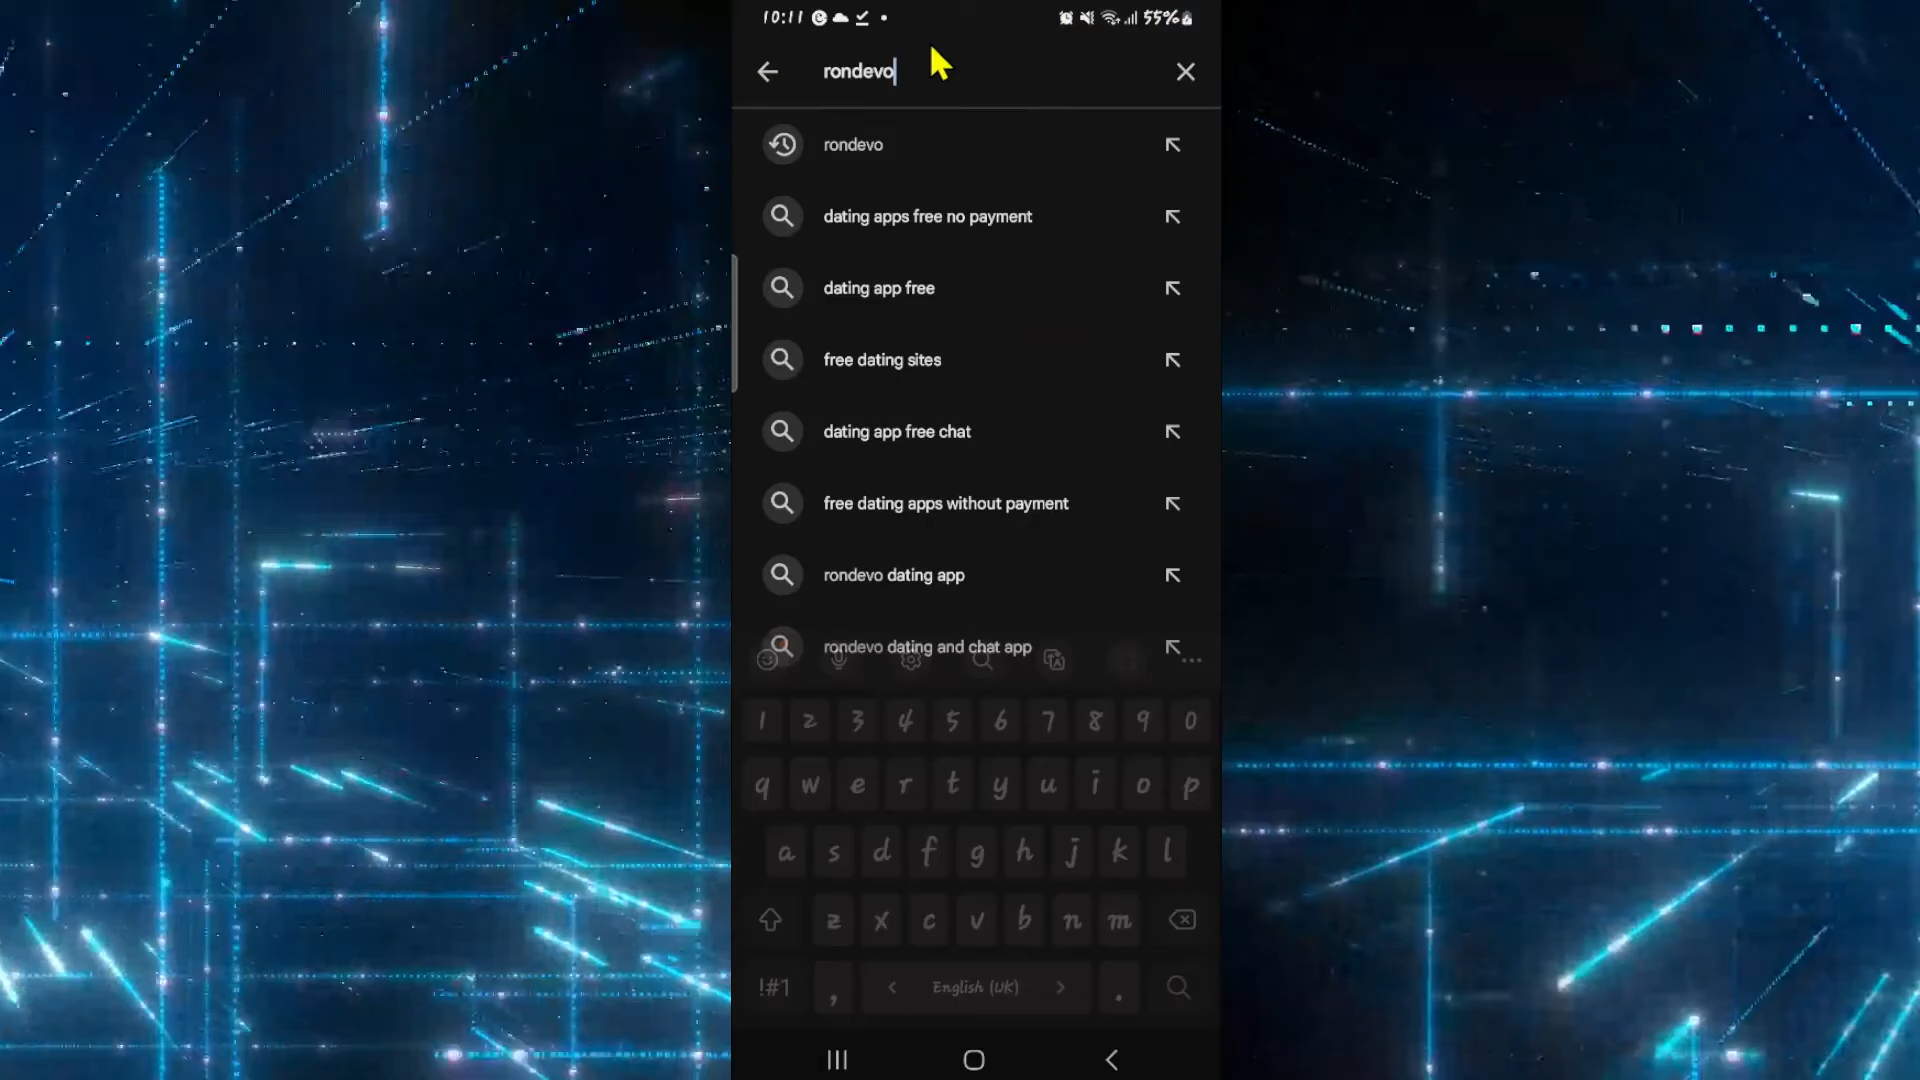 10:11 55%
rondevo
rondevo
dating apps free no payment
dating app free
free dating sites
dating app free chat
free dating apps without payment
rondevo dating app
rondevo dating and chat app
1 2 3 4 5 6 7 8 9 0
q w e r t y u i o p
a s d f g h j k l
z x c v b n m
!#1 , < English (UK) > .